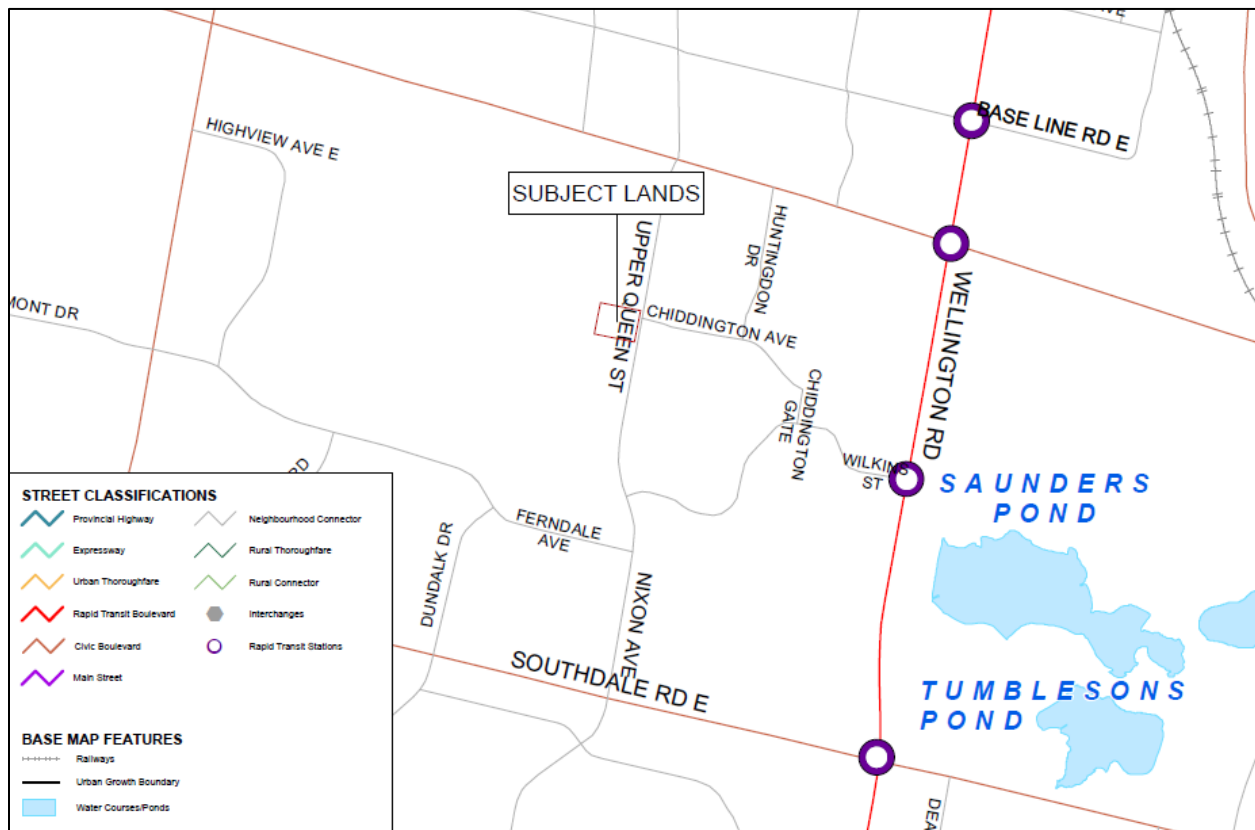 AVE
BASE LINE RD E
HIGHVIEW AVE E
SUBJECT LANDS
UPPER QUEEN ST
HUNTINGDON
DR
WELLINGTON RD
MONT DR
CHIDDINGTON AVE
CHIDDINGTON
GATE
WILKINS
ST
SAUNDERS
POND
RD
FERNDALE
AVE
DUNDALK DR
NIXON AVE
SOUTHDALE RD E
TUMBLESONS
POND
DEA
STREET CLASSIFICATIONS
Provincial Highway
Neighbourhood Connector
Expressway
Rural Thoroughfare
Urban Thoroughfare
Rural Connector
Rapid Transit Boulevard
Interchanges
Civic Boulevard
Rapid Transit Stations
Main Street
BASE MAP FEATURES
Railways
Urban Growth Boundary
Water Courses/Ponds